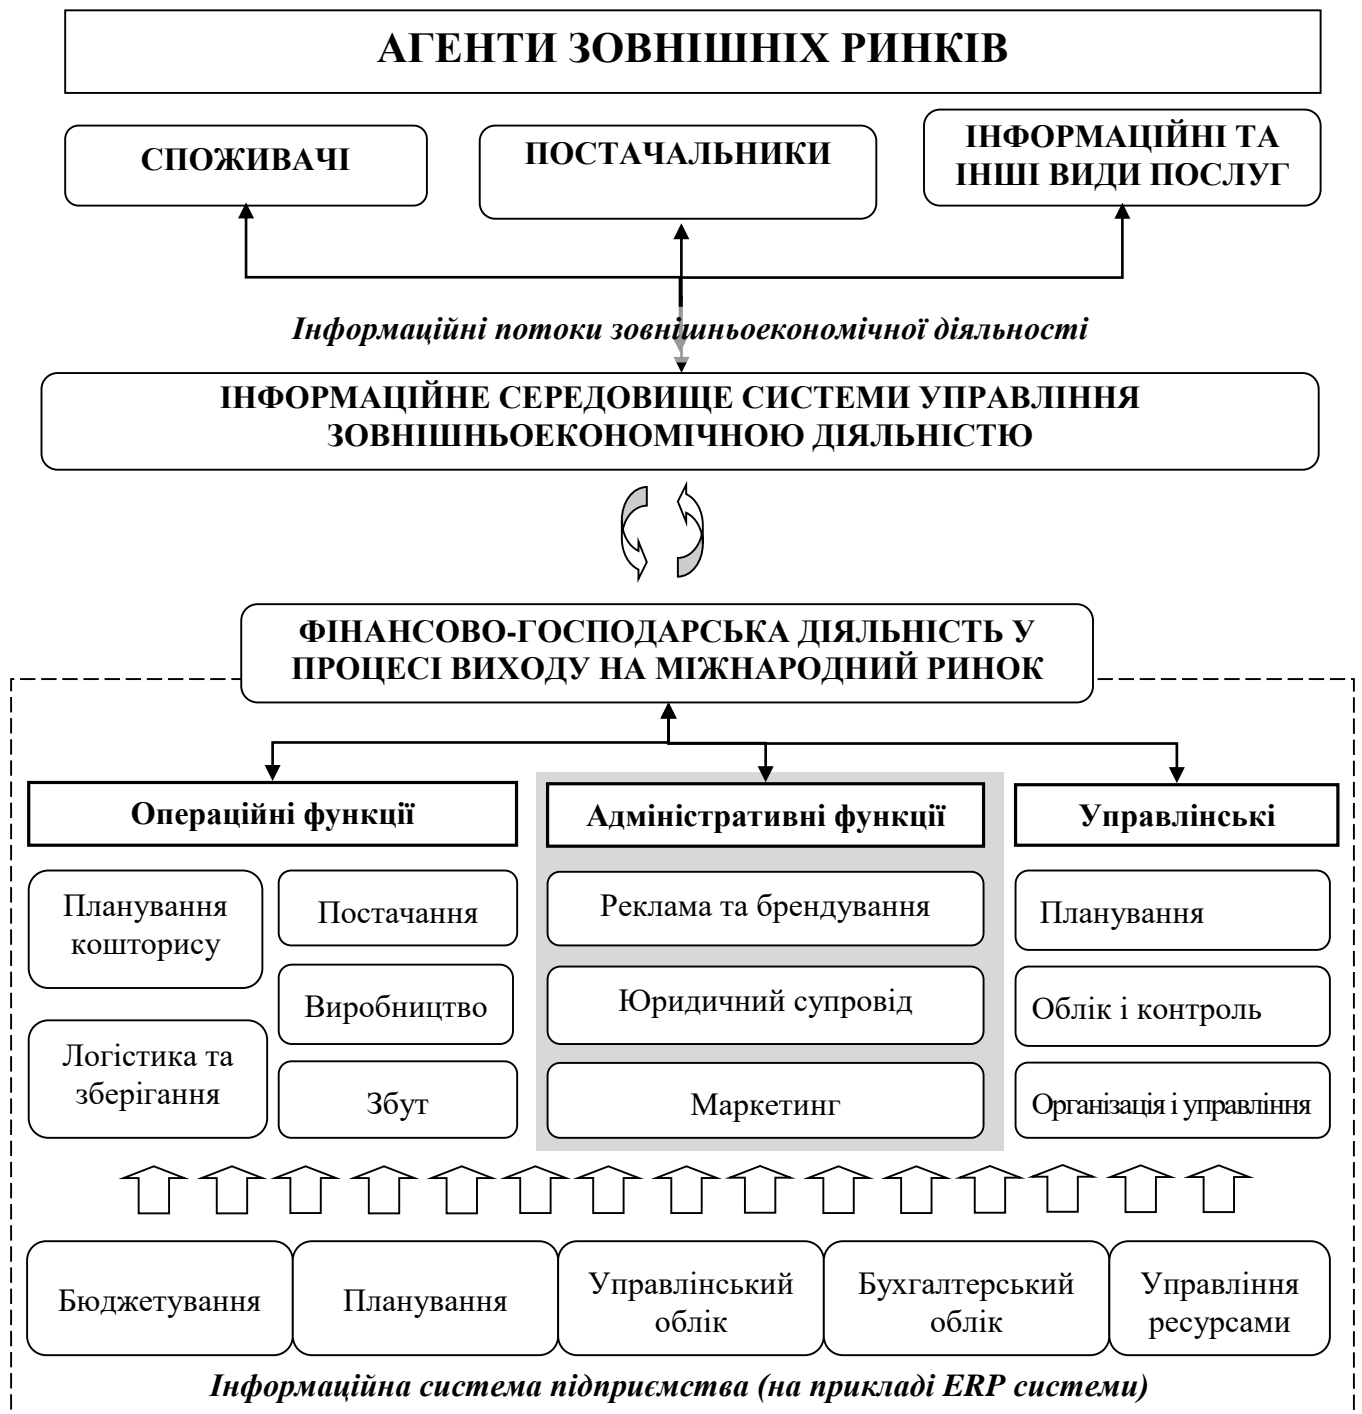 АГЕНТИ ЗОВНІШНІХ РИНКІВ
СПОЖИВАЧІ
ПОСТАЧАЛЬНИКИ
ІНФОРМАЦІЙНІ ТА
ІНШІ ВИДИ ПОСЛУГ
Інформаційні потоки зовнішньоекономічної діяльності
ІНФОРМАЦІЙНЕ СЕРЕДОВИЩЕ СИСТЕМИ УПРАВЛІННЯ
ЗОВНІШНЬОЕКОНОМІЧНОЮ ДІЯЛЬНІСТЮ
ФІНАНСОВО-ГОСПОДАРСЬКА ДІЯЛЬНІСТЬ У
ПРОЦЕСІ ВИХОДУ НА МІЖНАРОДНИЙ РИНОК
Операційні функції
Планування
кошторису
Логістика та
зберігання
Постачання
Виробництво
Збут
Адміністративні функції
Реклама та брендування
Юридичний супровід
Маркетинг
Управлінські
Планування
Облік і контроль
Організація і управління
Бюджетування
Планування
Управлінський
облік
Бухгалтерський
облік
Управління
ресурсами
Інформаційна система підприємства (на прикладі ERP системи)